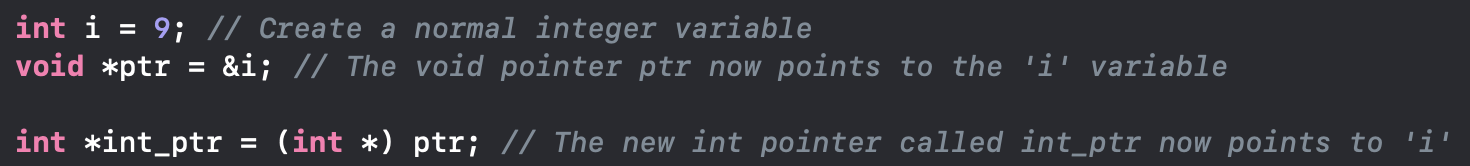 int i = 9; // Create a normal integer variable
void *ptr = &i; // The void pointer ptr now points to the 'i' variable
int *int_ptr = (int *) ptr; // The new int pointer called int_ptr now points to 'i'